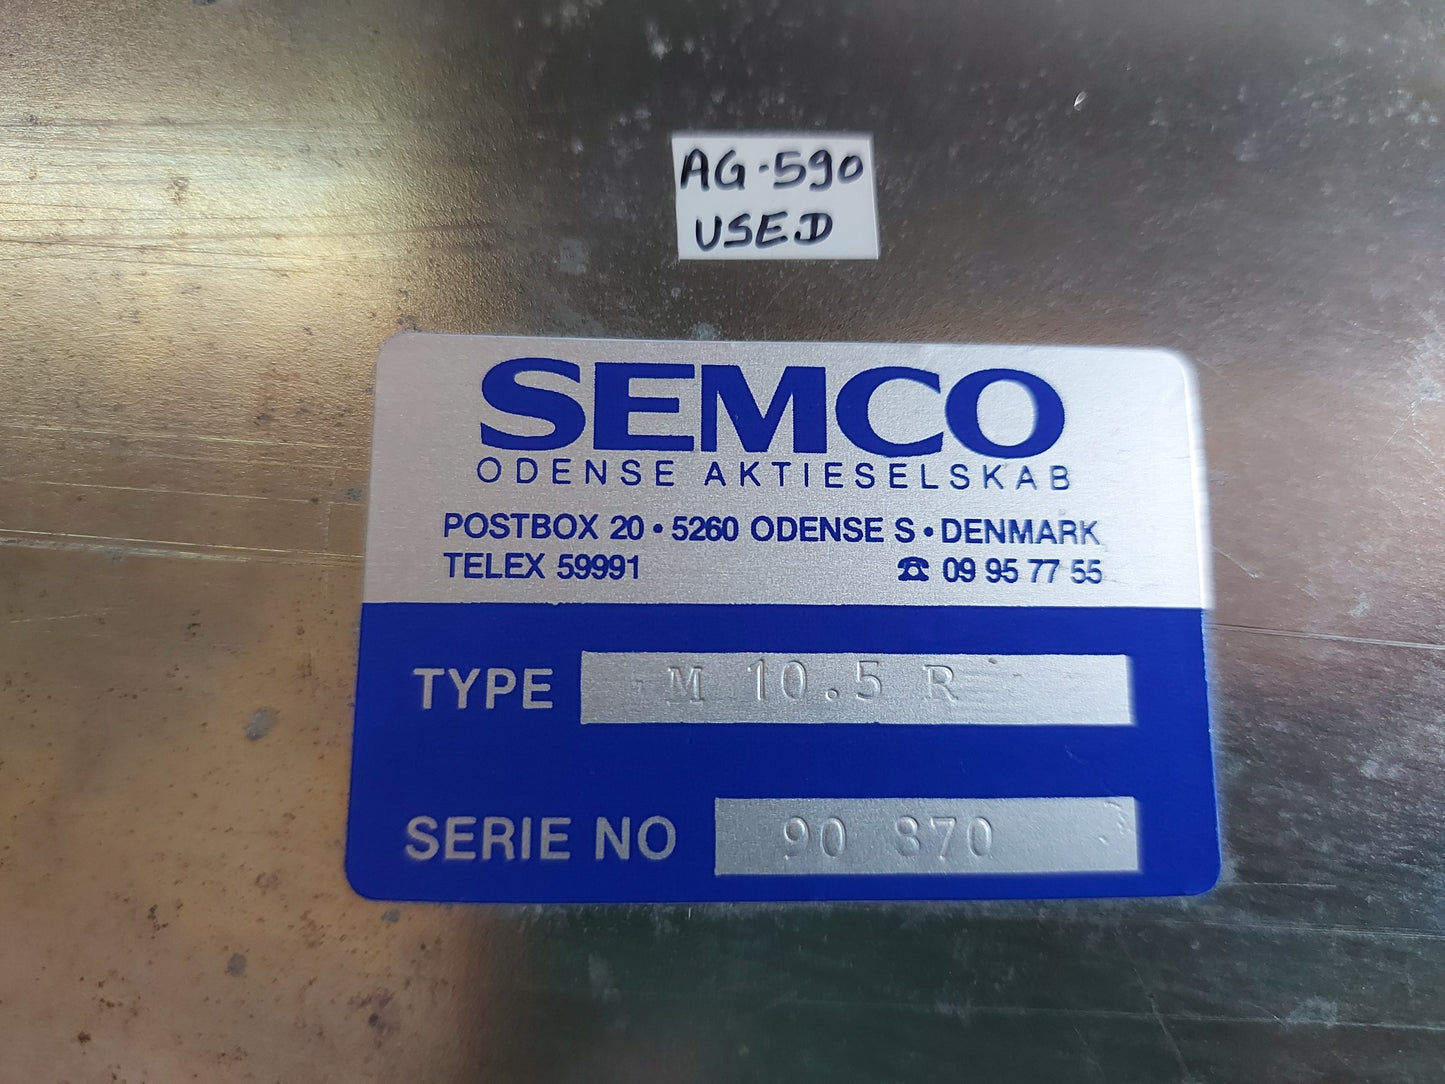 AG-590
USED
SEMCO
ODENSE AKTIESELSKAB
POSTBOX 20 • 5260 ODENSE S • DENMARK
TELEX 59991 ☎ 09 95 77 55
TYPE M 10.5 R
SERIE NO 90 870